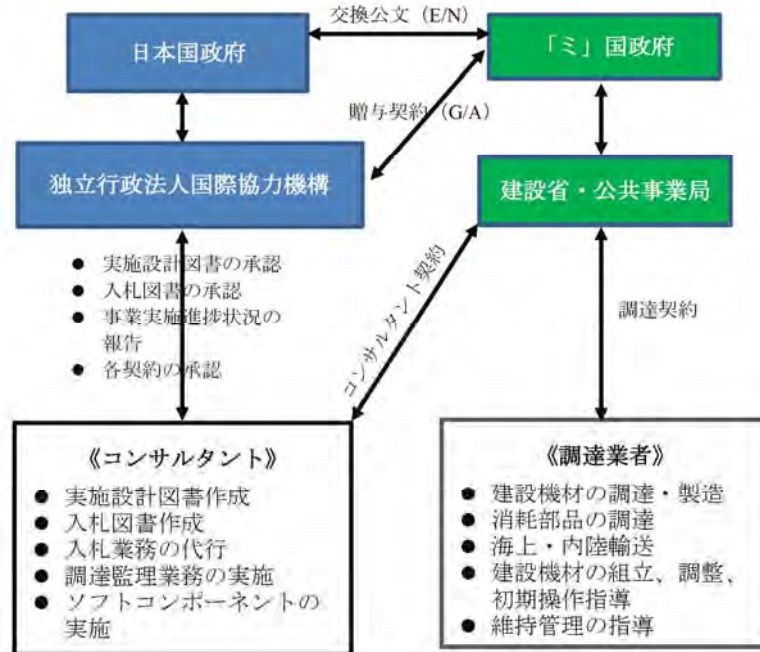 交換公文（E/N）
日本国政府
「ミ」国政府
贈与契約（G/A）
独立行政法人国際協力機構
建設省・公共事業局
● 実施設計図書の承認
● 入札図書の承認
● 事業実施進捗状況の
報告
● 各契約の承認
コンサルタント契約
調達契約
《コンサルタント》
● 実施設計図書作成
● 入札図書作成
● 入札業務の代行
● 調達監理業務の実施
● ソフトコンポーネントの
実施
《調達業者》
● 建設機材の調達・製造
● 消耗部品の調達
● 海上・内陸輸送
● 建設機材の組立、調整、
初期操作指導
● 維持管理の指導